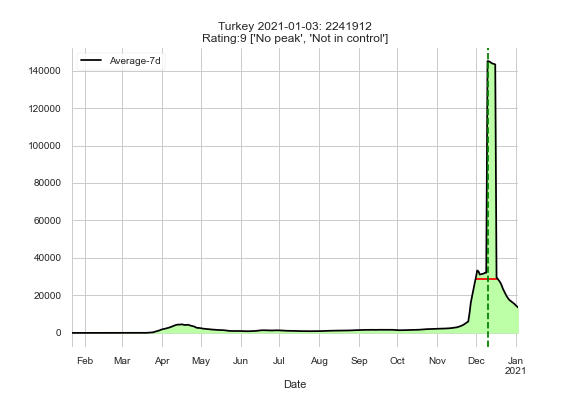 Turkey 2021-01-03: 2241912
Rating:9 ['No peak', 'Not in control']
Average-7d
140000
120000
100000
80000
60000
40000
20000
0
Feb Mar Apr May Jun Jul Aug Sep Oct Nov Dec Jan
2021
Date